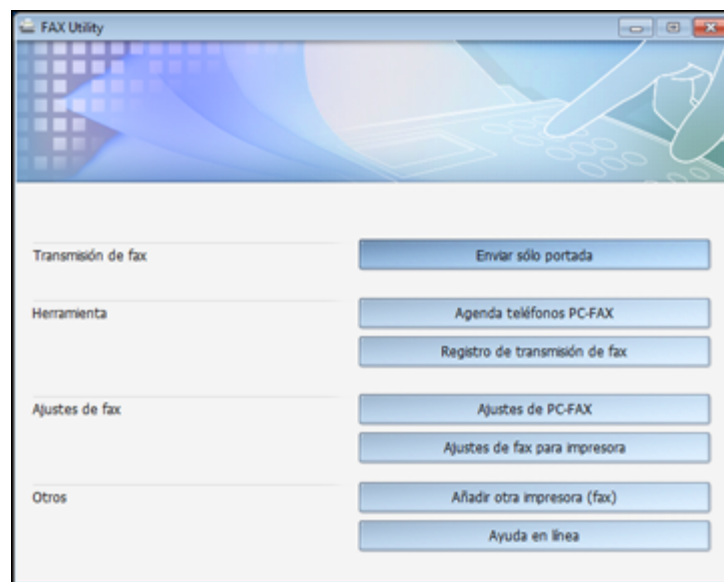 FAX Utility
Transmisión de fax
Enviar sólo portada
Herramienta
Agenda teléfonos PC-FAX
Registro de transmisión de fax
Ajustes de fax
Ajustes de PC-FAX
Ajustes de fax para impresora
Otros
Añadir otra impresora (fax)
Ayuda en línea